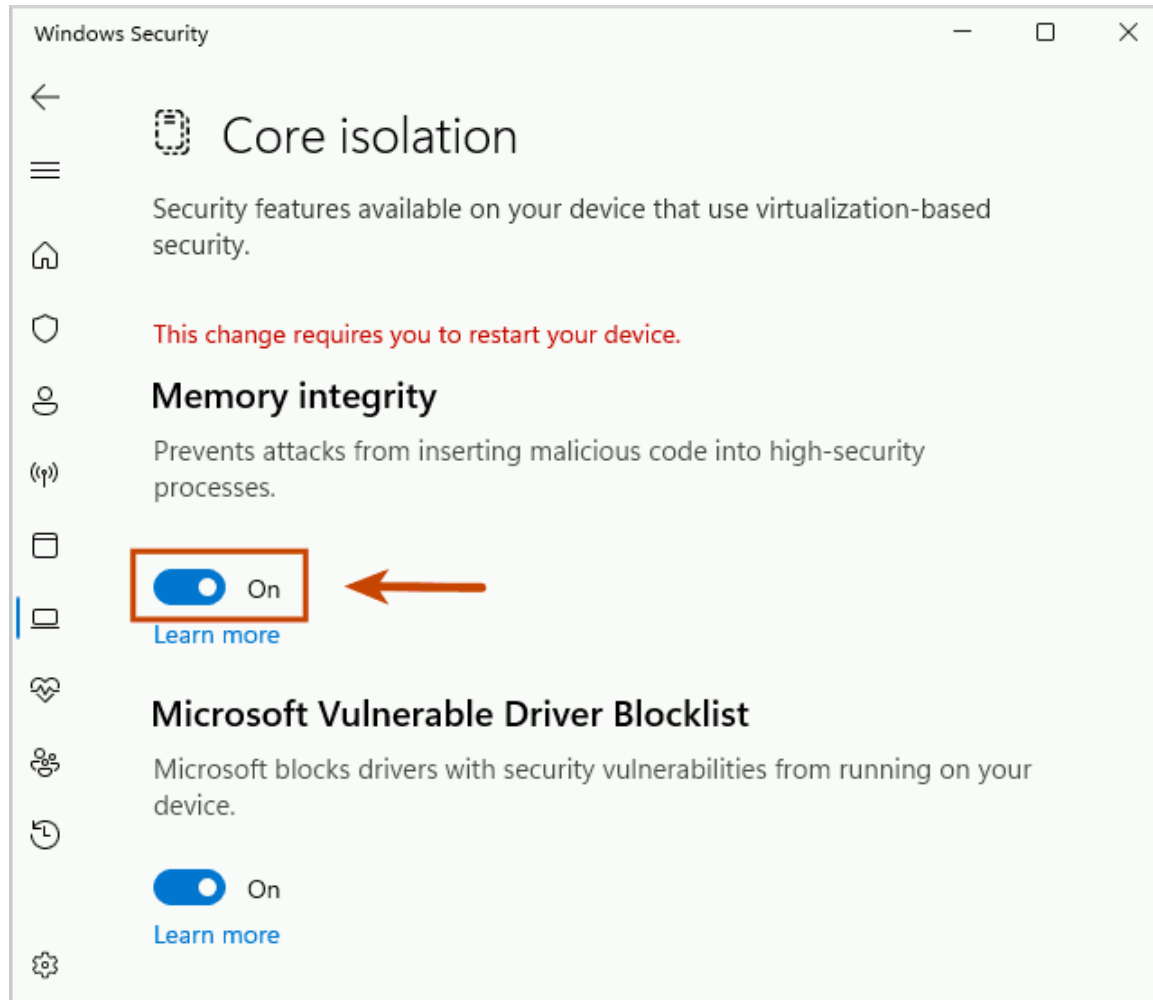 Windows Security
Core isolation
Security features available on your device that use virtualization-based
security.
This change requires you to restart your device.
Memory integrity
Prevents attacks from inserting malicious code into high-security
processes.
On
Learn more
Microsoft Vulnerable Driver Blocklist
Microsoft blocks drivers with security vulnerabilities from running on your
device.
On
Learn more